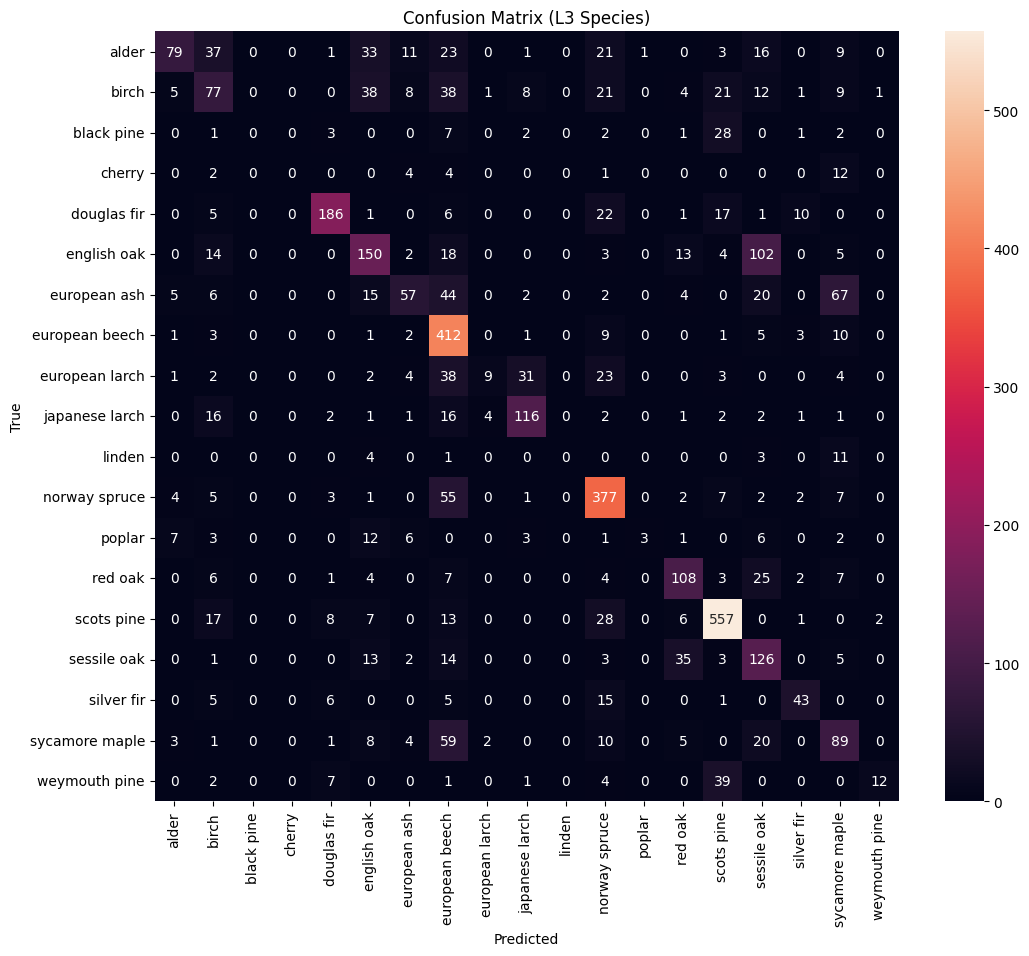 Confusion Matrix (L3 Species)
alder 79 37 0 0 1 33 11 23 0 1 0 21 1 0 3 16 0 9 0
birch 5 77 0 0 0 38 8 38 1 8 0 21 0 4 21 12 1 9 1
black pine 0 1 0 0 3 0 0 7 0 2 0 2 0 1 28 0 1 2 0
cherry 0 2 0 0 0 0 4 4 0 0 0 1 0 0 0 0 0 12 0
douglas fir 0 5 0 0 186 1 0 6 0 0 0 22 0 1 17 1 10 0 0
english oak 0 14 0 0 0 150 2 18 0 0 0 3 0 13 4 102 0 5 0
european ash 5 6 0 0 0 15 57 44 0 2 0 2 0 4 0 20 0 67 0
european beech 1 3 0 0 0 1 2 412 0 1 0 9 0 0 1 5 3 10 0
european larch 1 2 0 0 0 2 4 38 9 31 0 23 0 0 3 0 0 4 0
japanese larch 0 16 0 0 2 1 1 16 4 116 0 2 0 1 2 2 1 1 0
linden 0 0 0 0 0 4 0 1 0 0 0 0 0 0 0 3 0 11 0
norway spruce 4 5 0 0 3 1 0 55 0 1 0 377 0 2 7 2 2 7 0
poplar 7 3 0 0 0 12 6 0 0 3 0 1 3 1 0 6 0 2 0
red oak 0 6 0 0 1 4 0 7 0 0 0 4 0 108 3 25 2 7 0
scots pine 0 17 0 0 8 7 0 13 0 0 0 28 0 6 557 0 1 0 2
sessile oak 0 1 0 0 0 13 2 14 0 0 0 3 0 35 3 126 0 5 0
silver fir 0 5 0 0 6 0 0 5 0 0 0 15 0 0 1 0 43 0 0
sycamore maple 3 1 0 0 1 8 4 59 2 0 0 10 0 5 0 20 0 89 0
weymouth pine 0 2 0 0 7 0 0 1 0 1 0 4 0 0 39 0 0 0 12
True
alder birch black pine cherry douglas fir english oak european ash european beech european larch japanese larch linden norway spruce poplar red oak scots pine sessile oak silver fir sycamore maple weymouth pine
Predicted
500
400
300
200
100
0